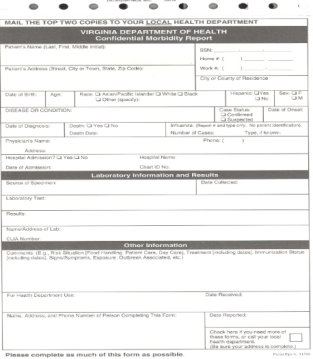 MAIL THE TOP TWO COPIES TO YOUR LOCAL HEALTH DEPARTMENT
VIRGINIA DEPARTMENT OF HEALTH
Confidential Morbidity Report
Patient's Name (Last, First, Middle Initial):
SSN:
Home #: ( )
Patient's Address (Street, City or Town, State, Zip Code):
Work #: ( )
City or County of Residence
Date of Birth: Age: Race: Asian/Pacific Islander White Black Hispanic: Yes Sex: F
Other (specify): No M
DISEASE OR CONDITION: Case Status: Date of Onset:
Confirmed
Suspected
Date of Diagnosis: Death: Yes No Influenza: (Report # and type only. No patient identification)
Death Date: Number of Cases: Type, if known:
Physician's Name: Phone: ( )
Address:
Hospital Admission? Yes No Hospital Name:
Date of Admission: Chart ID No.
Laboratory Information and Results
Source of Specimen: Date Collected:
Laboratory Test:
Results:
Name/Address of Lab:
CLIA Number:
Other Information
Comments: (E.g., Risk Situation [Food Handling, Patient Care, Day Care], Treatment [including dates], Immunization Status
[including dates], Signs/Symptoms, Exposure, Outbreak Associated, etc.)
For Health Department Use: Date Received:
Name, Address, and Phone Number of Person Completing This Form: Date Reported:
Check here if you need more of
these forms, or call your local
health department.
(Be sure your address is complete.)
Please complete as much of this form as possible.